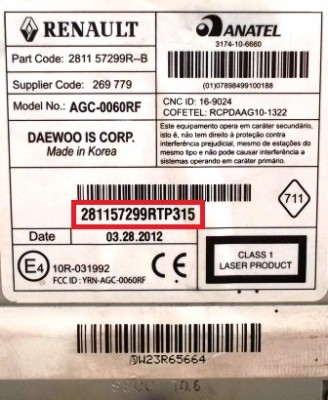 RENAULT
ANATEL
3174-10-6660
Part Code: 2811 57299R--B
(01)07898499100188
Supplier Code: 269 779
Model No.: AGC-0060RF
CNC ID: 16-9024
COFETEL: RCPDAAG10-1322
DAEWOO IS CORP.
Made in Korea
Este equipamento opera em caráter secundário,
isto é, não tem direito a proteção contra
interferência prejudicial, mesmo de estações
do mesmo tipo e não pode causar interferência
a sistemas operando em caráter primário.
281157299RTP315
711
Date 03.28.2012
E4
10R-031992
CE
FCC ID : YRN-AGC-0060RF
CLASS 1
LASER PRODUCT
DW23R65664